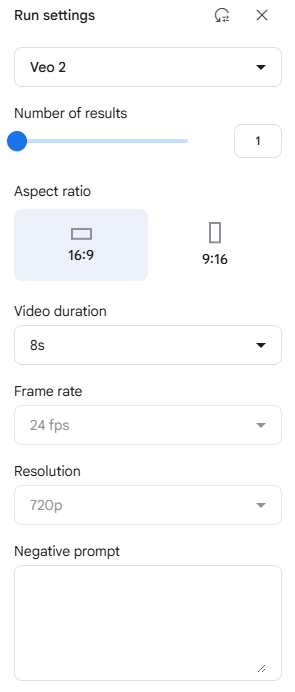 Run settings
Veo 2
Number of results
1
Aspect ratio
16:9
9:16
Video duration
8s
Frame rate
24 fps
Resolution
720p
Negative prompt